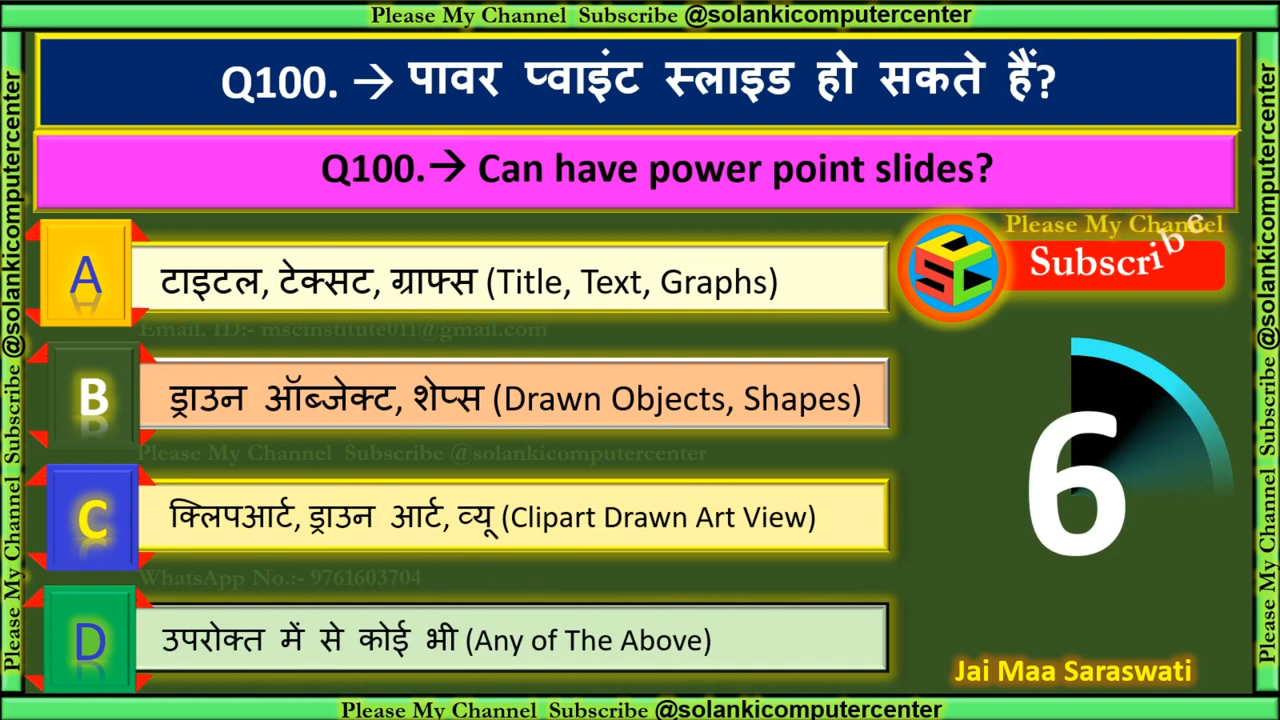 Please My Channel Subscribe @solankicomputercenter
Q100. → पावर प्वाइंट स्लाइड हो सकते हैं?
Q100.→ Can have power point slides?
A
टाइटल, टेक्सट, ग्राफ्स (Title, Text, Graphs)
Please My Channel
Subscribe
SCC
Email. ID:- mscinstitute011@gmail.com
B
ड्राउन ऑब्जेक्ट, शेप्स (Drawn Objects, Shapes)
Please My Channel Subscribe @solankicomputercenter
6
C
क्लिपआर्ट, ड्राउन आर्ट, व्यू (Clipart Drawn Art View)
WhatsApp No.:- 9761603704
D
उपरोक्त में से कोई भी (Any of The Above)
Jai Maa Saraswati
Please My Channel Subscribe @solankicomputercenter
Please My Channel Subscribe @solankicomputercenter
Please My Channel Subscribe @solankicomputercenter